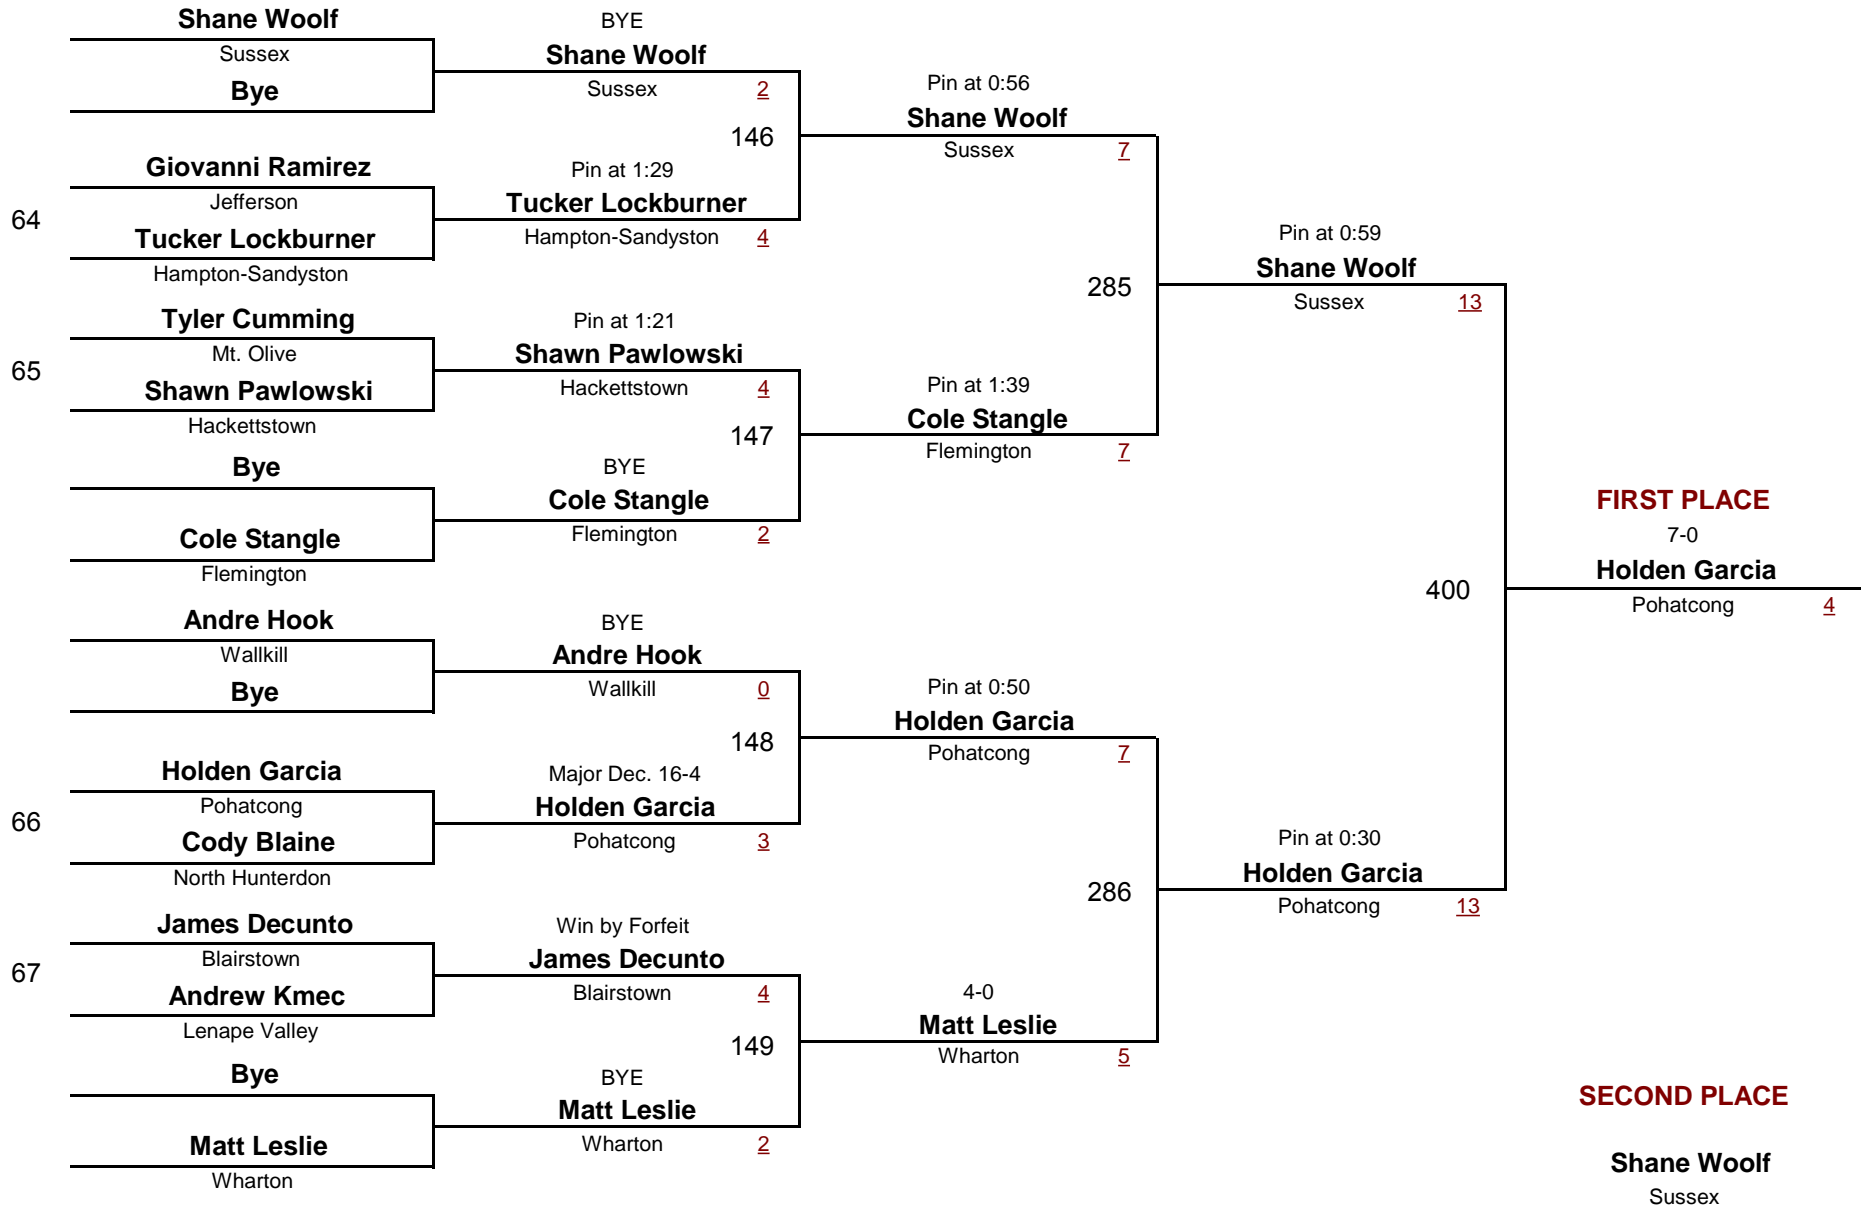 Shane Woolf
Sussex
Bye
64
Giovanni Ramirez
Jefferson
Tucker Lockburner
Hampton-Sandyston
65
Tyler Cumming
Mt. Olive
Shawn Pawlowski
Hackettstown
Bye
Cole Stangle
Flemington
Andre Hook
Wallkill
Bye
66
Holden Garcia
Pohatcong
Cody Blaine
North Hunterdon
67
James Decunto
Blairstown
Andrew Kmec
Lenape Valley
Bye
Matt Leslie
Wharton
BYE
Shane Woolf
Sussex 2
146
Pin at 1:29
Tucker Lockburner
Hampton-Sandyston 4
Pin at 1:21
Shawn Pawlowski
Hackettstown 4
147
BYE
Cole Stangle
Flemington 2
BYE
Andre Hook
Wallkill 0
148
Major Dec. 16-4
Holden Garcia
Pohatcong 3
Win by Forfeit
James Decunto
Blairstown 4
149
BYE
Matt Leslie
Wharton 2
Pin at 0:56
Shane Woolf
Sussex 7
285
Pin at 1:39
Cole Stangle
Flemington 7
Pin at 0:50
Holden Garcia
Pohatcong 7
286
4-0
Matt Leslie
Wharton 5
Pin at 0:59
Shane Woolf
Sussex 13
400
Pin at 0:30
Holden Garcia
Pohatcong 13
FIRST PLACE
7-0
Holden Garcia
Pohatcong 4
SECOND PLACE
Shane Woolf
Sussex